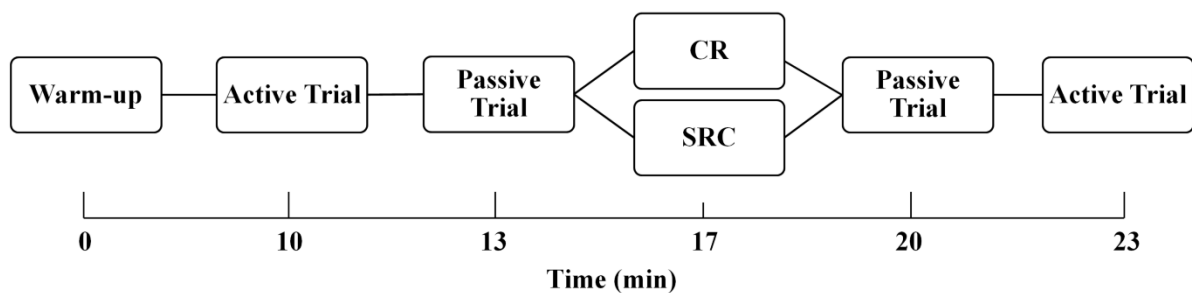 Warm-up
Active Trial
Passive
Trial
CR
SRC
Passive
Trial
Active Trial
0
10
13
17
20
23
Time (min)